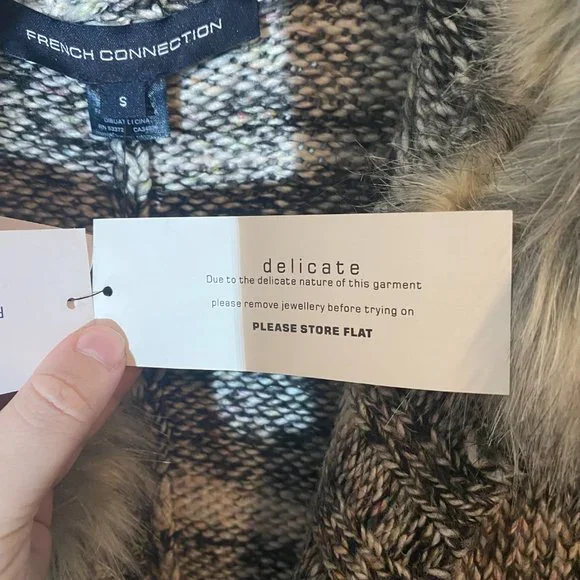 FRENCH CONNECTION
S
delicate
Due to the delicate nature of this garment
please remove jewellery before trying on
PLEASE STORE FLAT